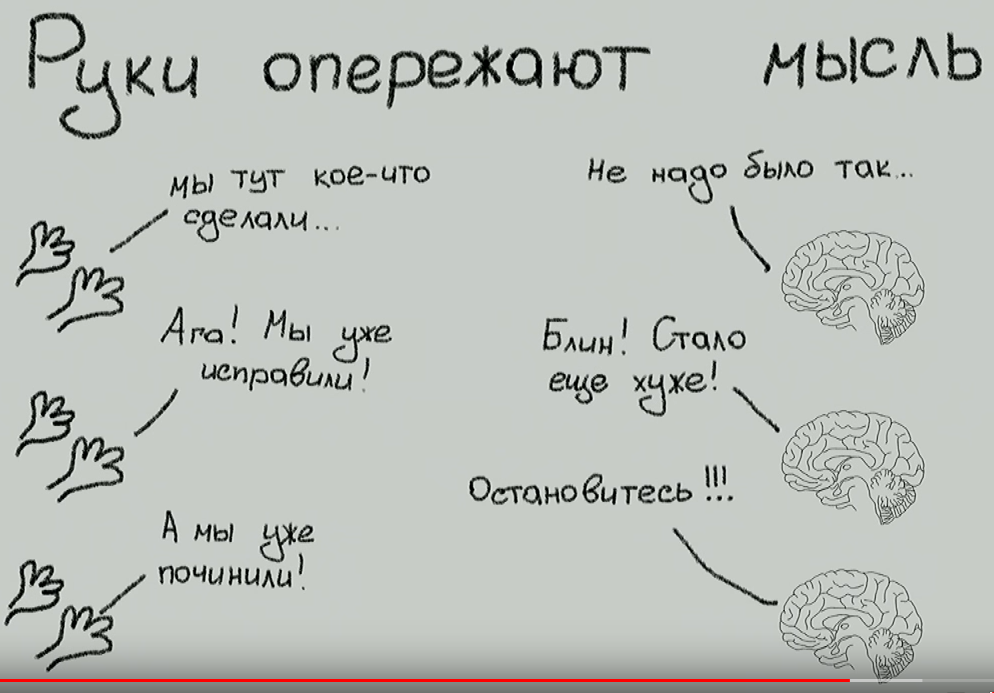 Руки опережают мысль
мы тут кое-что
сделали...
Не надо было так...
Ага! Мы уже
исправили!
Блин! Стало
еще хуже!
А мы уже
починили!
Остановитесь!!!